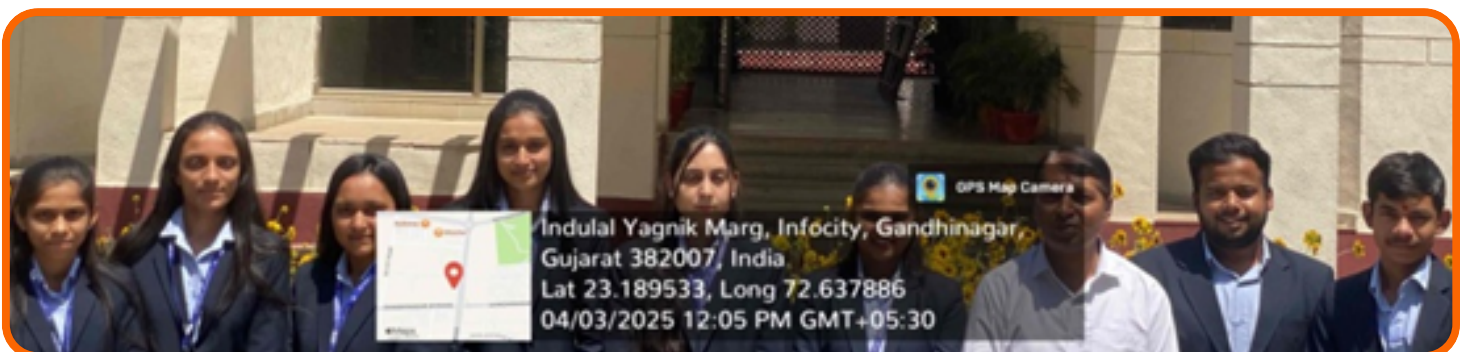 GPS Map Camera
Indulal Yagnik Marg, Infocity, Gandhinagar,
Gujarat 382007, India
Lat 23.189533, Long 72.637886
04/03/2025 12:05 PM GMT+05:30